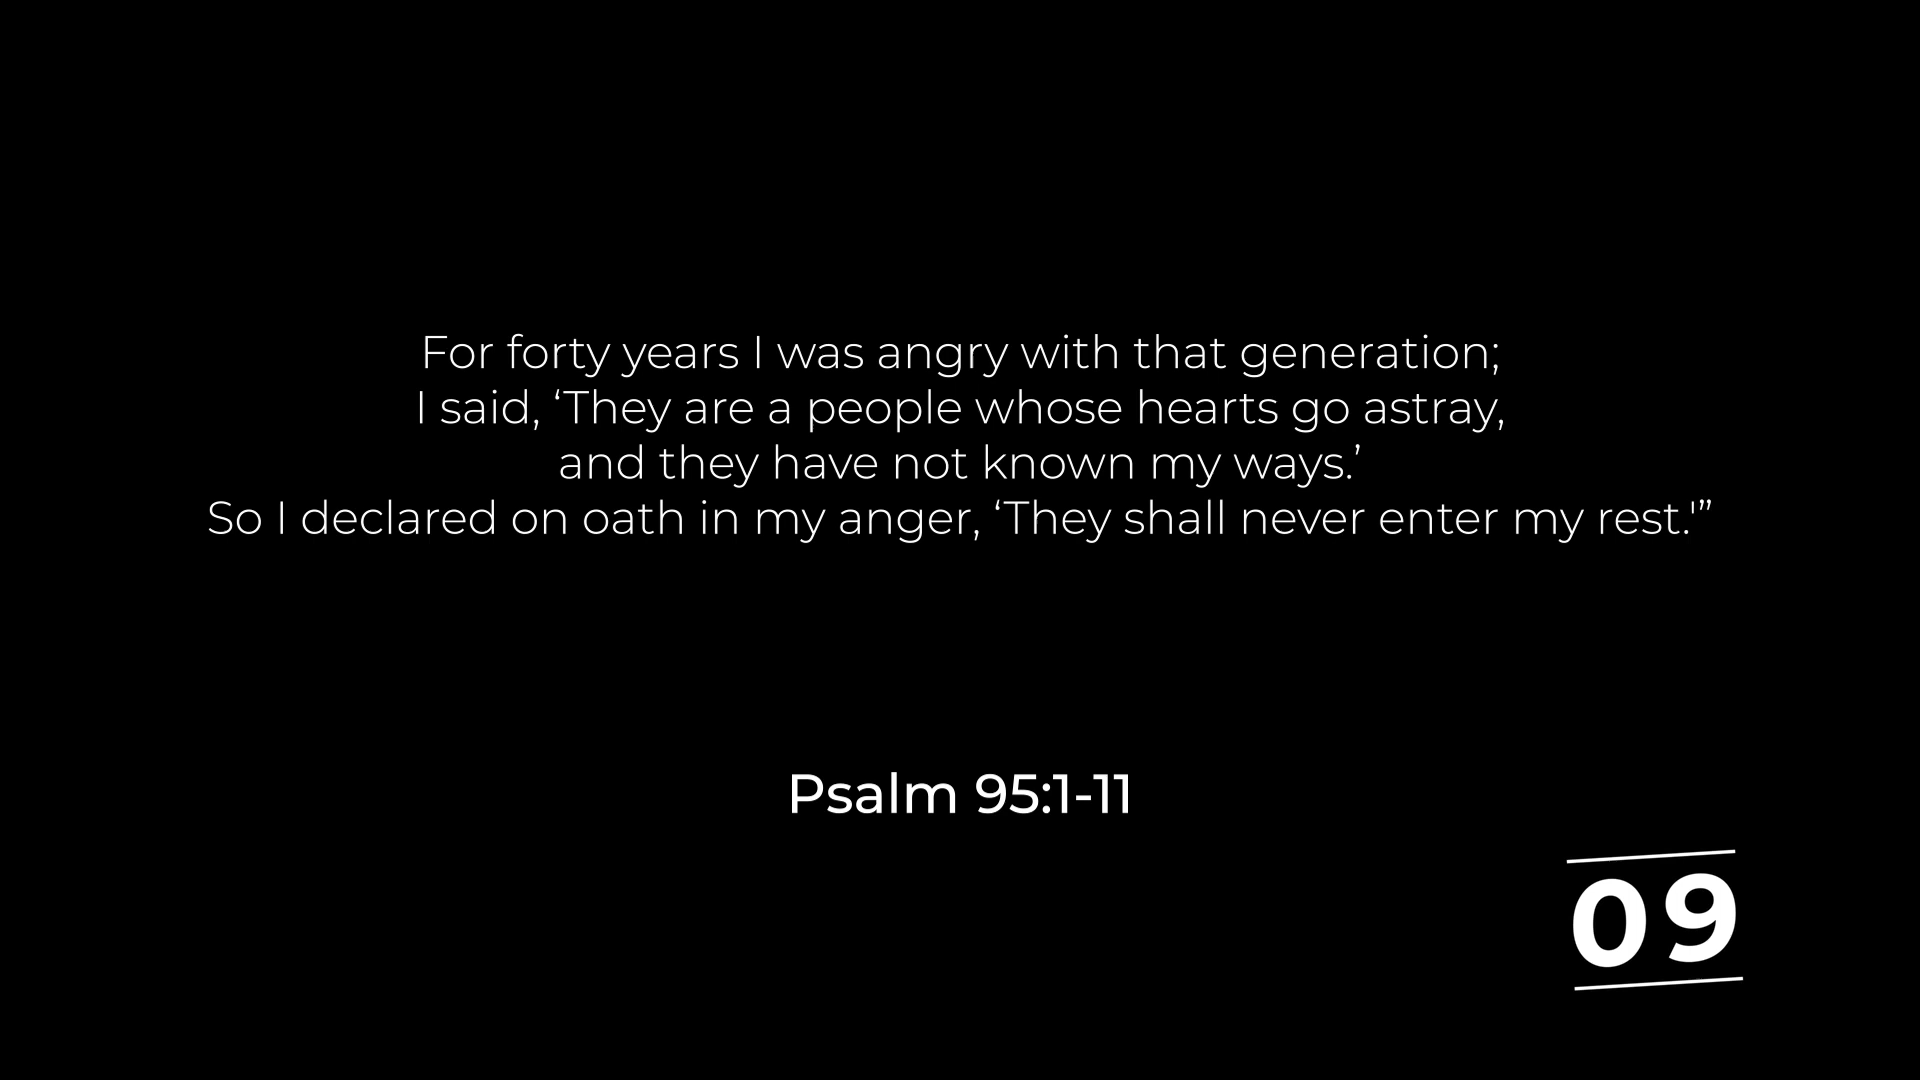 For forty years I was angry with that generation;
I said, ‘They are a people whose hearts go astray,
and they have not known my ways.’
So I declared on oath in my anger, ‘They shall never enter my rest.'”
Psalm 95:1-11
09